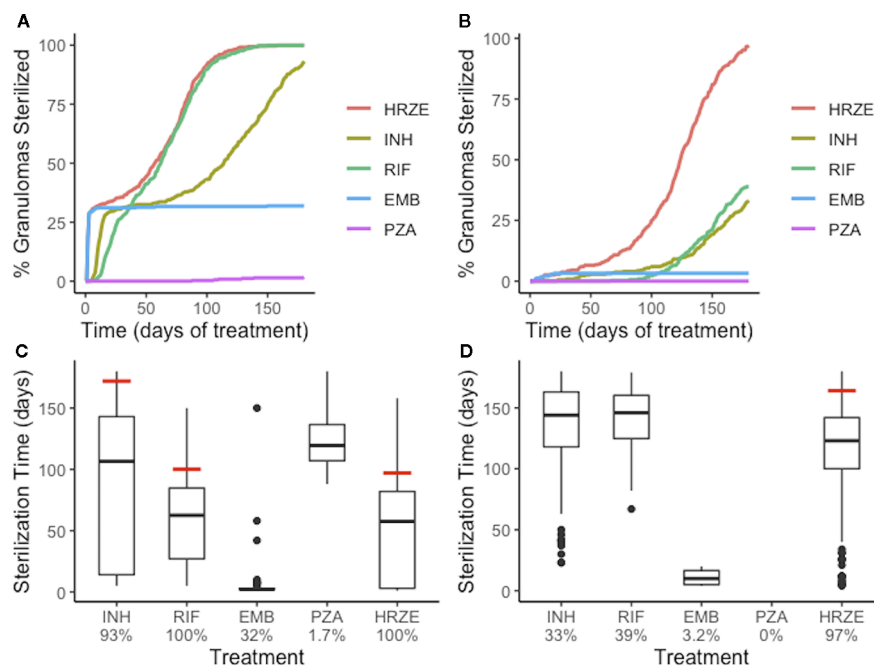 A
% Granulomas Sterilized
100
75
50
25
0
0 50 100 150
Time (days of treatment)
HRZE
INH
RIF
EMB
PZA
B
% Granulomas Sterilized
100
75
50
25
0
0 50 100 150
Time (days of treatment)
HRZE
INH
RIF
EMB
PZA
C
Sterilization Time (days)
150
100
50
0
INH RIF EMB PZA HRZE
93% 100% 32% 1.7% 100%
Treatment
D
Sterilization Time (days)
150
100
50
0
INH RIF EMB PZA HRZE
33% 39% 3.2% 0% 97%
Treatment